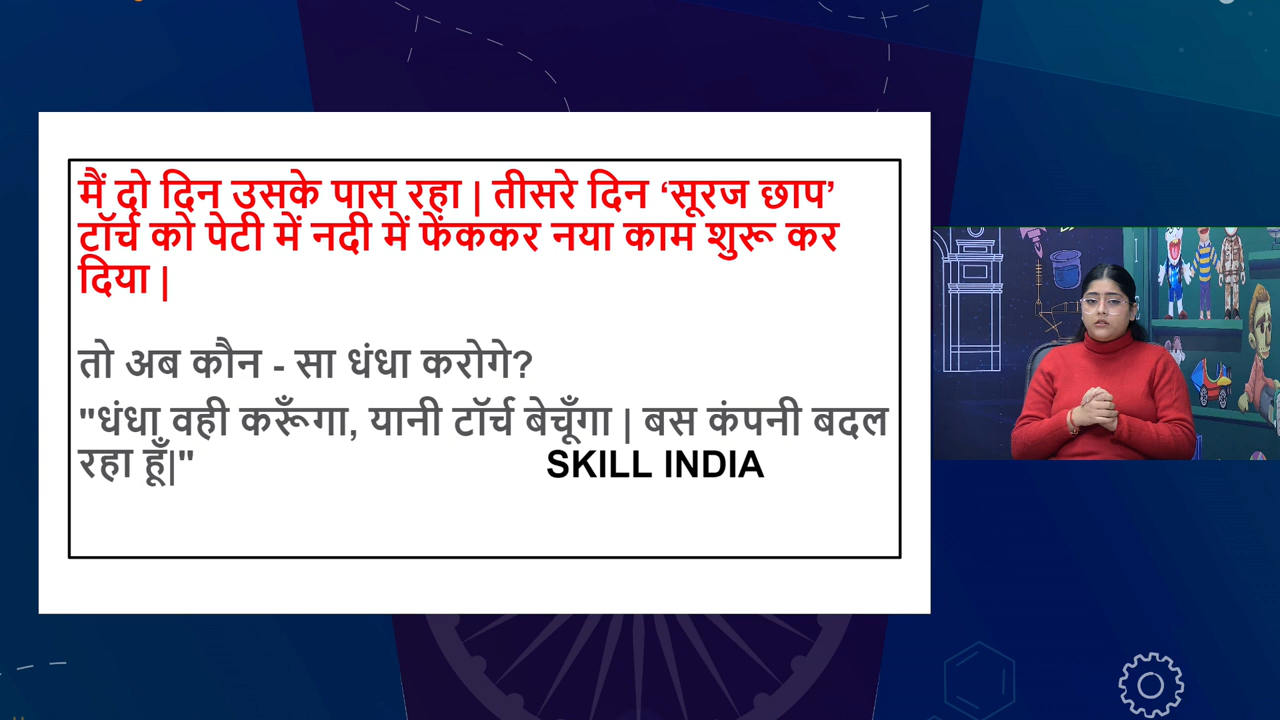 मैं दो दिन उसके पास रहा | तीसरे दिन ‘सूरज छाप’
टॉर्च को पेटी में नदी में फेंककर नया काम शुरू कर
दिया |
तो अब कौन - सा धंधा करोगे?
"धंधा वही करूँगा, यानी टॉर्च बेचूँगा | बस कंपनी बदल
रहा हूँ|" SKILL INDIA